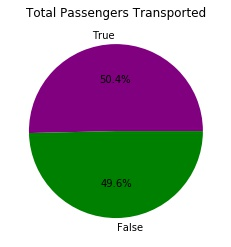 Total Passengers Transported
True
50.4%
49.6%
False